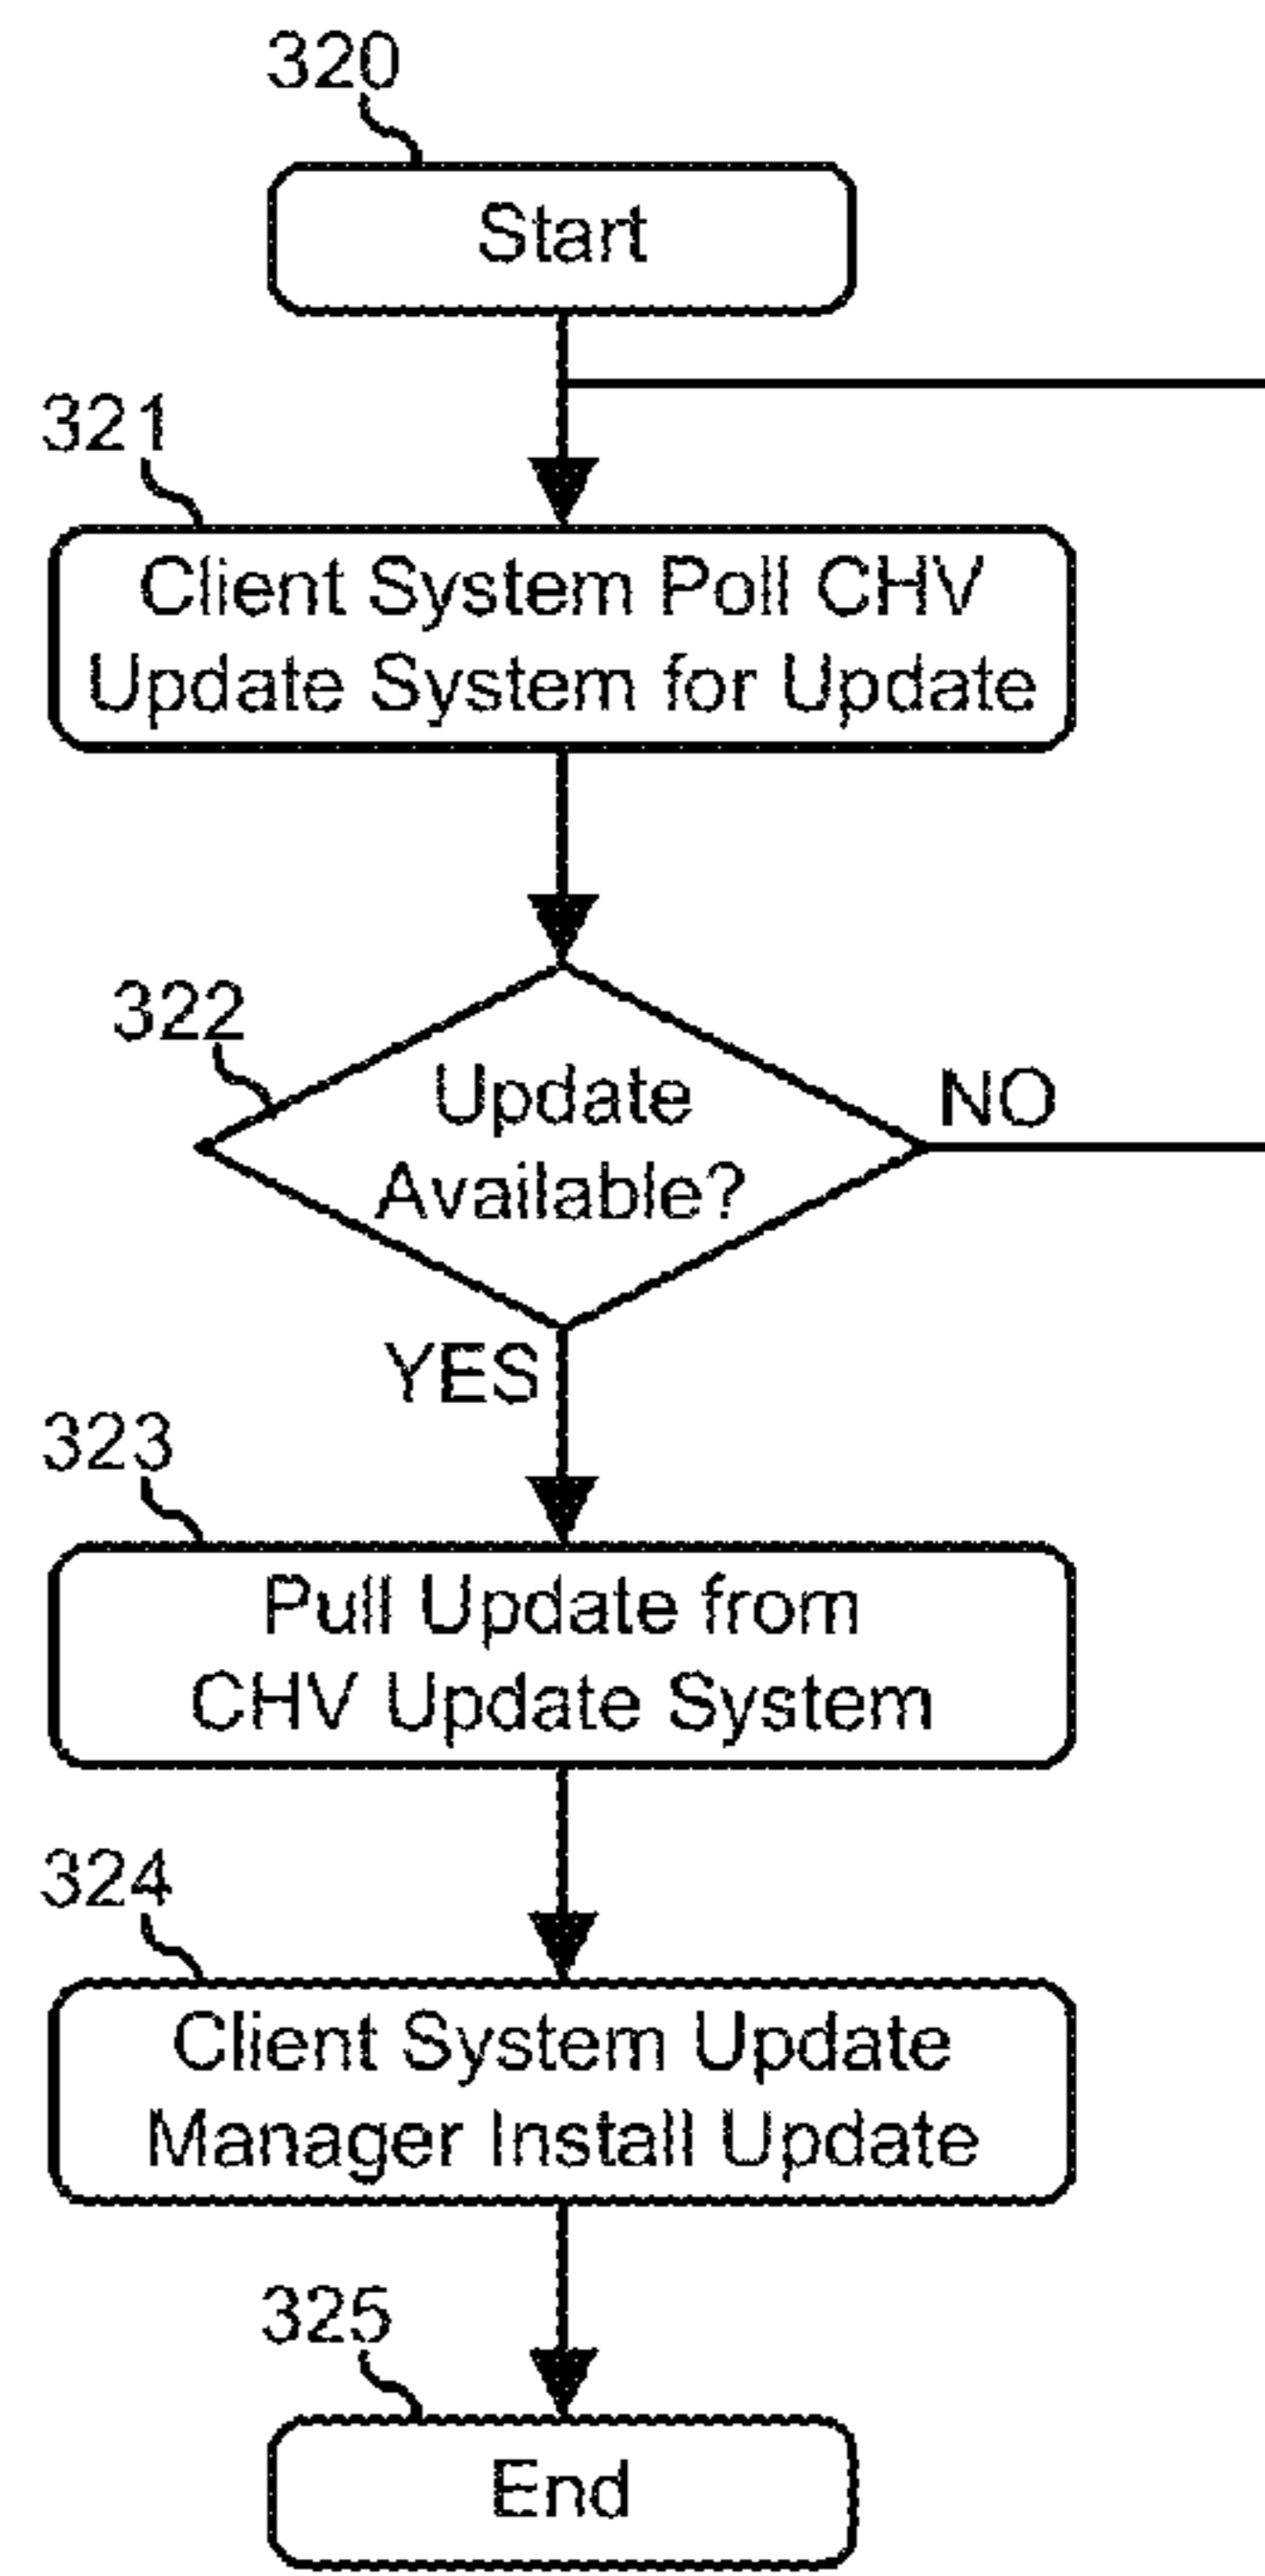 320
Start
321
Client System Poll CHV
Update System for Update
322
Update
Available?
NO
YES
323
Pull Update from
CHV Update System
324
Client System Update
Manager Install Update
325
End